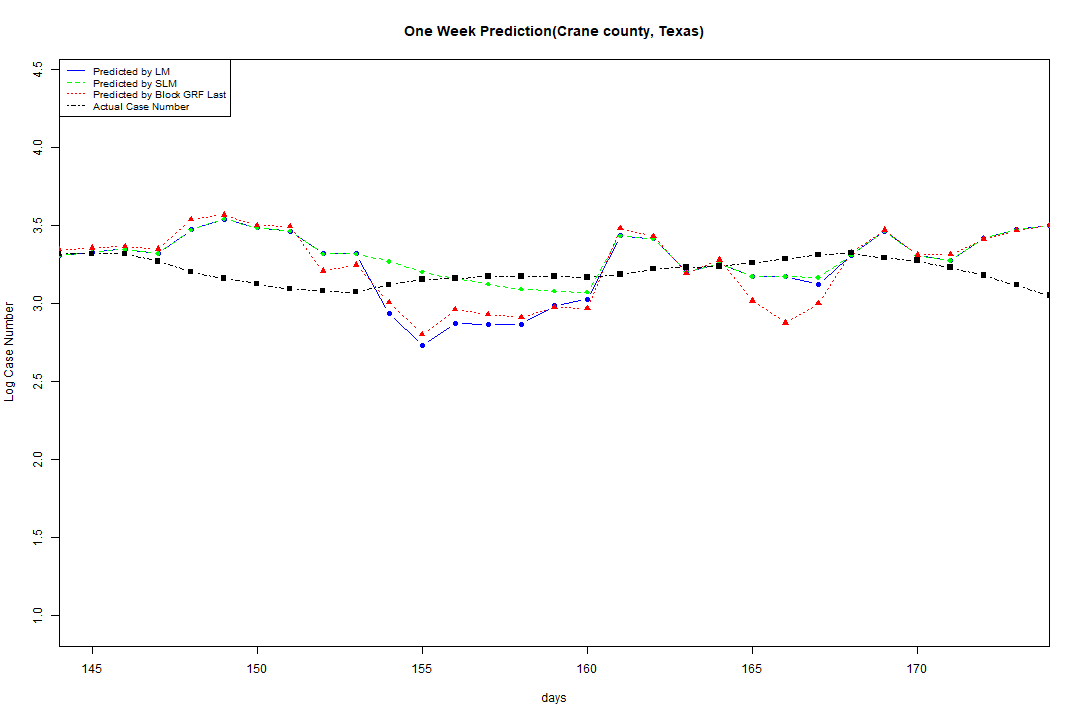 One Week Prediction(Crane county, Texas)
Predicted by LM
Predicted by SLM
Predicted by Block GRF Last
Actual Case Number
4.5
4.0
3.5
3.0
2.5
2.0
1.5
1.0
Log Case Number
145 150 155 160 165 170
days